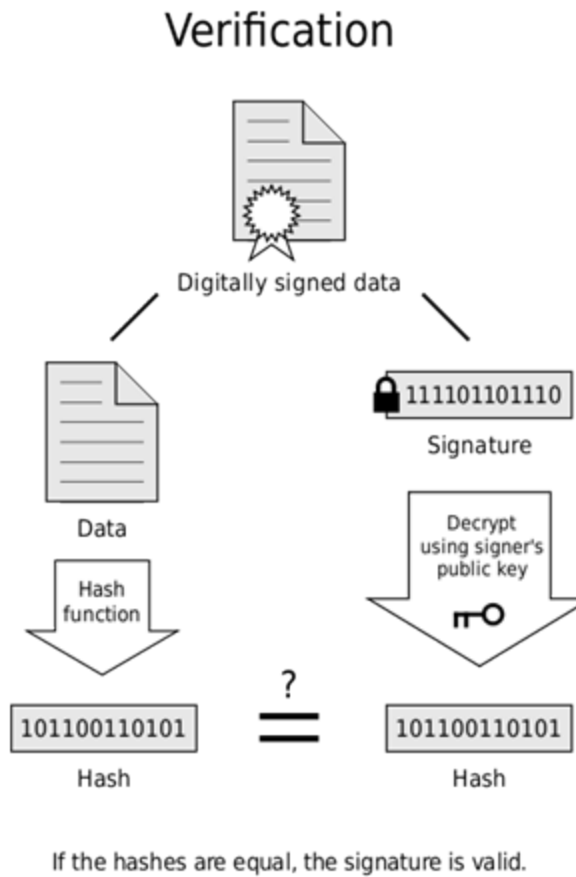 Verification
Digitally signed data
111101101110
Signature
Data
Decrypt
using signer's
public key
Hash
function
?
101100110101
101100110101
Hash
Hash
If the hashes are equal, the signature is valid.